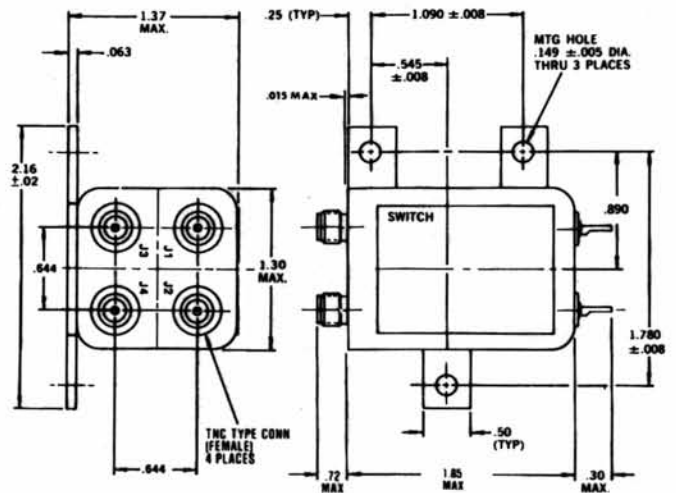 1.37
MAX.
.063
2.16
±.02
.644
J3
J1
J4
J2
1.30
MAX.
TNC TYPE CONN
(FEMALE)
4 PLACES
.644
.25 (TYP)
1.090 ±.008
.545
±.008
.015 MAX
MTG HOLE
.149 ±.005 DIA.
THRU 3 PLACES
SWITCH
.890
1.780
±.008
.50
(TYP)
.72
MAX
1.85
MAX
.30
MAX.